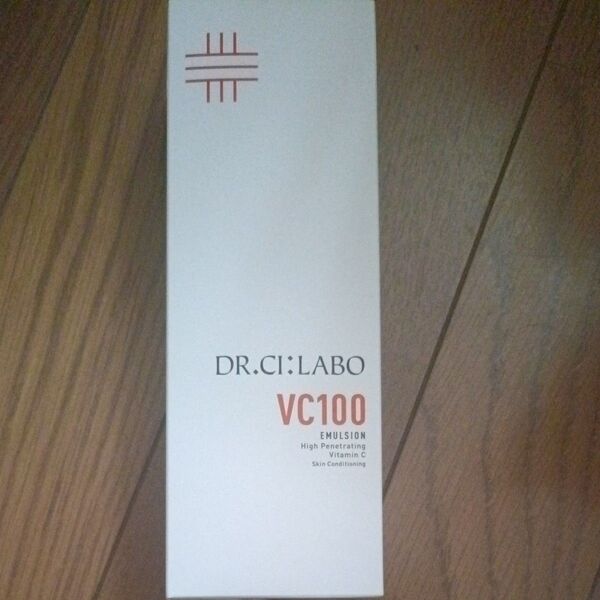 DR.CI:LABO
VC100
EMULSION
High Penetrating
Vitamin C
Skin Conditioning